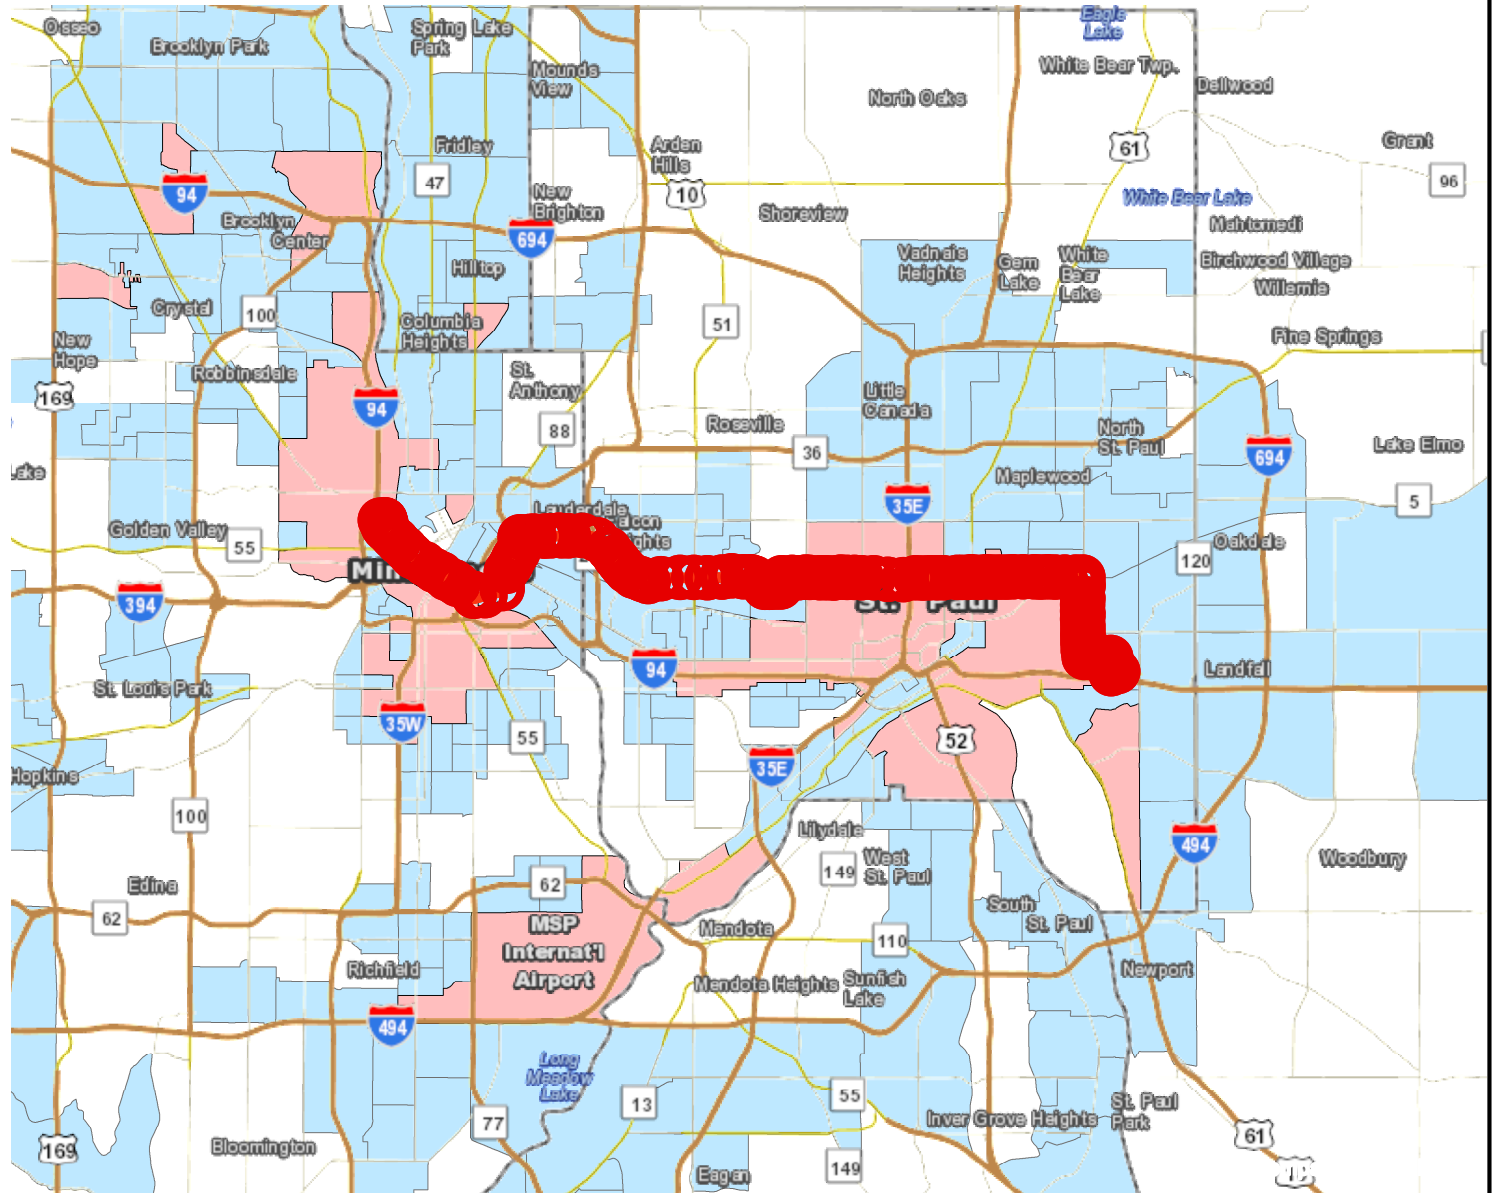 Osseo
Brooklyn Park
Spring Lake
Park
Eagle
Lake
White Bear Twp.
Mounds
View
Dellwood
North Oaks
Grant
61
96
Fridley
47
Arden
Hills
10
94
New
Brighton
White Bear Lake
Shoreview
Mahtomedi
Brooklyn
Center
694
Hilltop
Vadnais
Heights
Gem
Lake
White
Bear
Lake
Birchwood Village
Willernie
Crystal
100
Columbia
Heights
51
Pine Springs
New
Hope
Robbinsdale
St.
Anthony
169
94
Little
Canada
88
Roseville
36
North
St. Paul
694
Lake Elmo
Lake
Maplewood
35E
5
Golden Valley
55
Lauderdale
Oakdale
120
394
St. Paul
94
Landfall
St. Louis Park
35W
55
52
Hopkins
35E
100
Lilydale
149
West
St. Paul
494
Woodbury
Edina
62
62
South
St. Paul
MSP
Internat'l
Airport
Mendota
110
Richfield
Mendota Heights
Sunfish
Lake
Newport
494
Long
Meadow
Lake
13
55
77
Inver Grove Heights
St. Paul
Park
169
Bloomington
61
149
Eagan